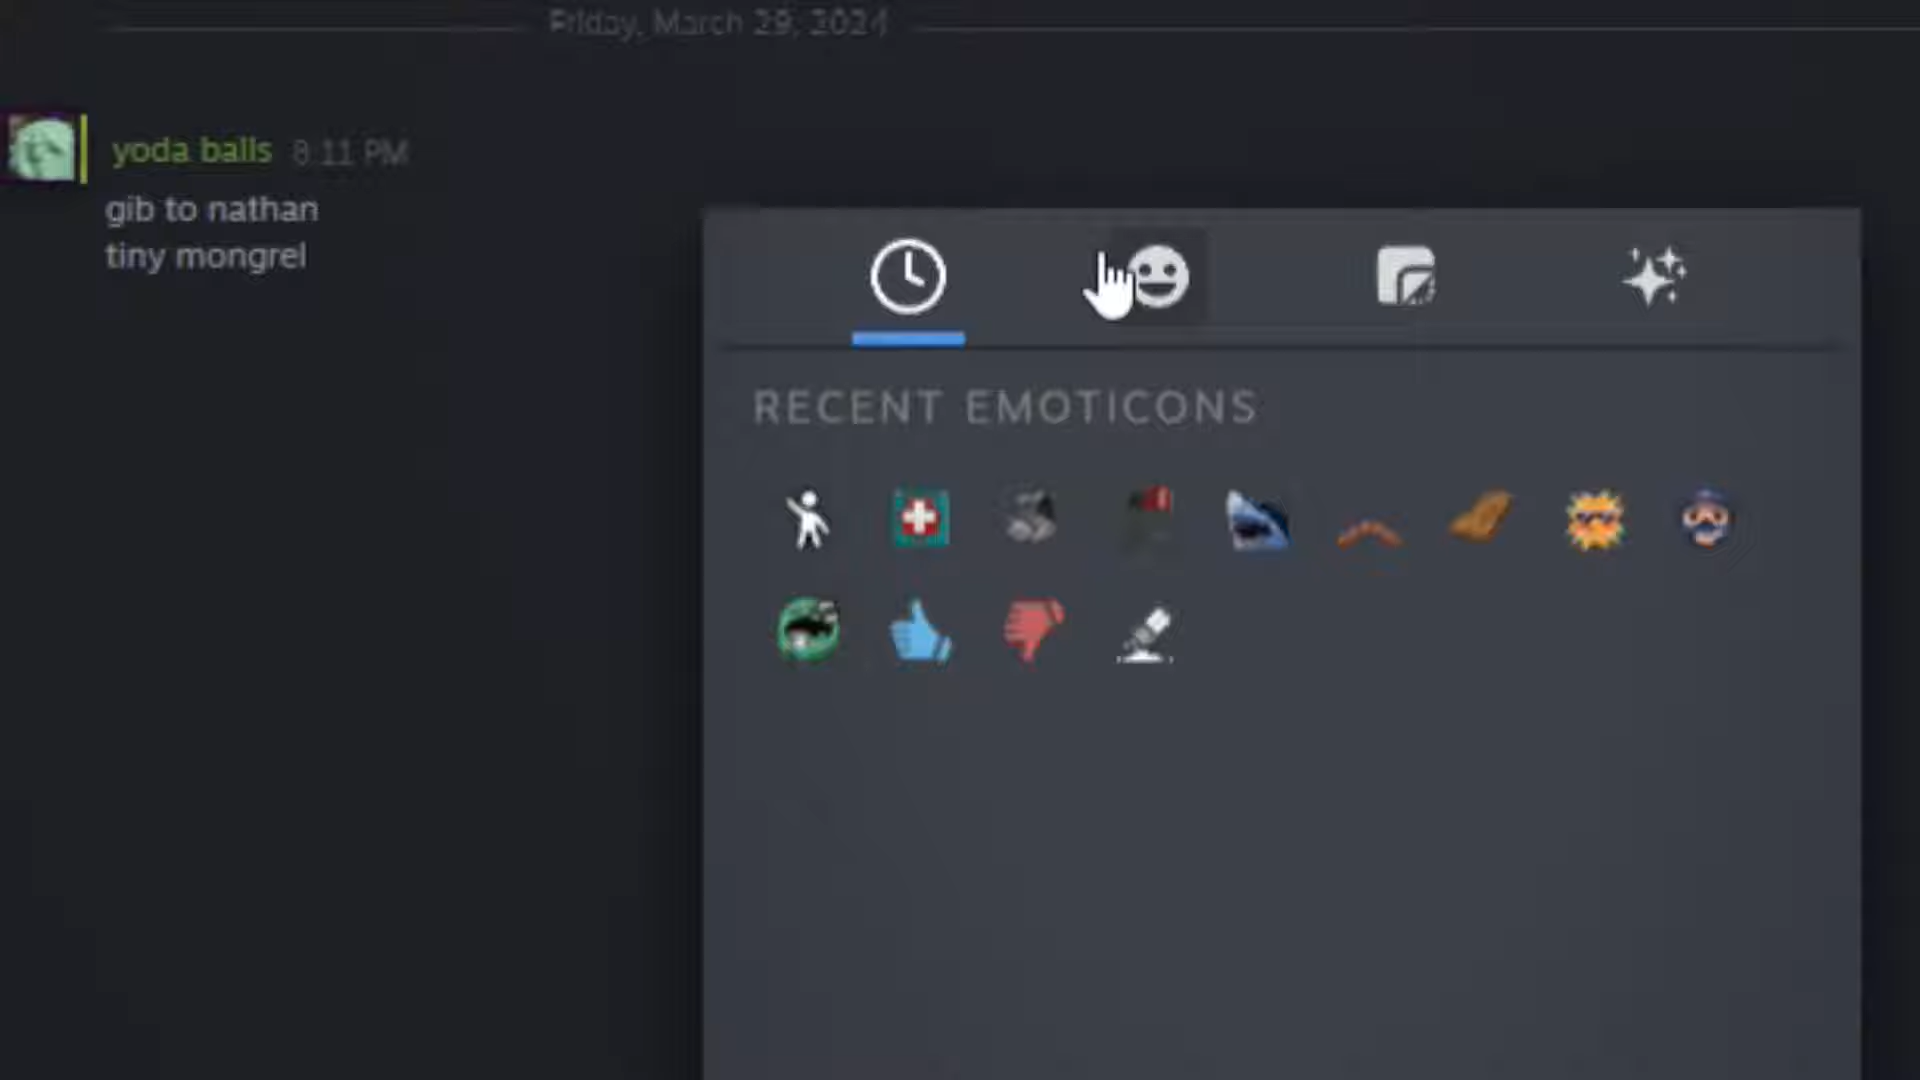 Friday, March 29, 2024
yoda balls 8:11 PM
gib to nathan
tiny mongrel
RECENT EMOTICONS